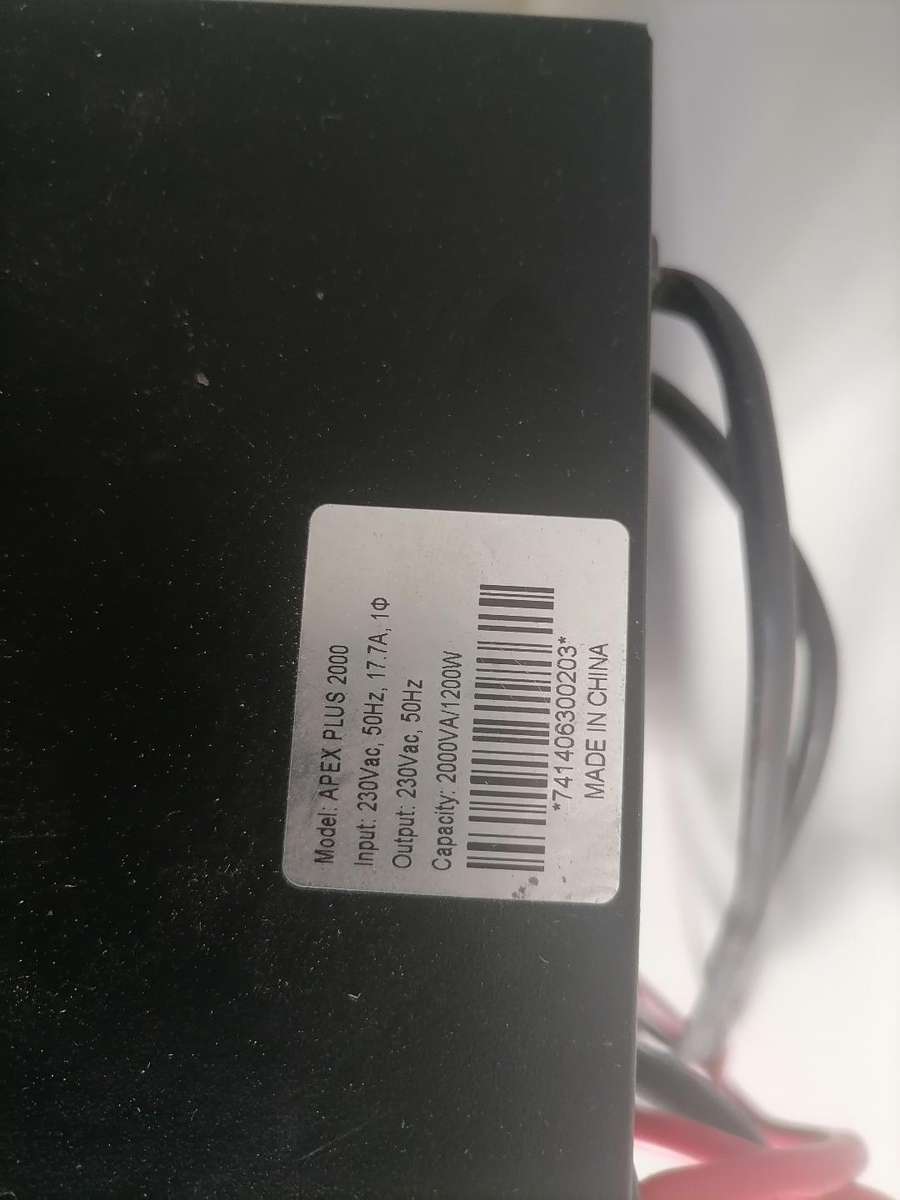 Model: APEX PLUS 2000
Input: 230Vac, 50Hz, 17.7A, 1Φ
Output: 230Vac, 50Hz
Capacity: 2000VA/1200W
*741406300203*
MADE IN CHINA